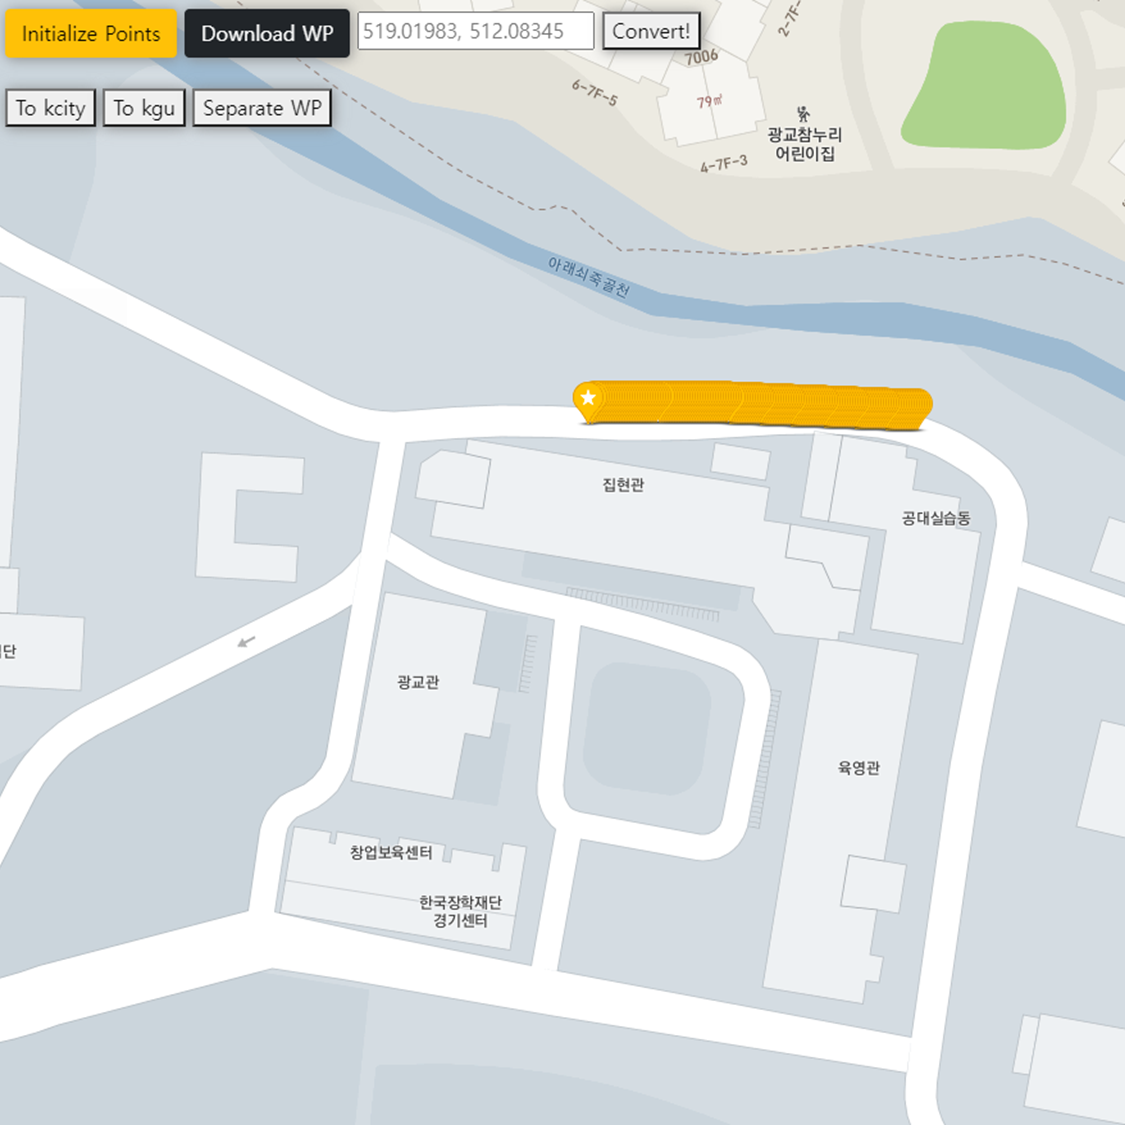 Initialize Points
Download WP
519.01983, 512.08345
Convert!
To kcity
To kgu
Separate WP
2-7F-
7006
79㎡
6-7F-5
4-7F-3
광교참누리
어린이집
아래쇠죽골천
집현관
공대실습동
단
광교관
육영관
창업보육센터
한국장학재단
경기센터